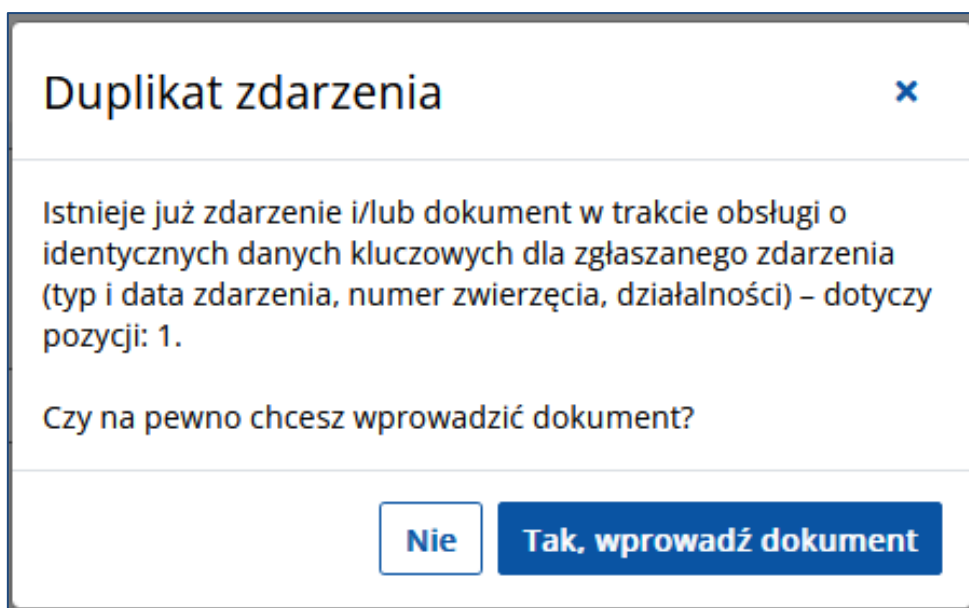 Duplikat zdarzenia
Istnieje już zdarzenie i/lub dokument w trakcie obsługi o
identycznych danych kluczowych dla zgłaszanego zdarzenia
(typ i data zdarzenia, numer zwierzęcia, działalności) – dotyczy
pozycji: 1.
Czy na pewno chcesz wprowadzić dokument?
Nie
Tak, wprowadź dokument